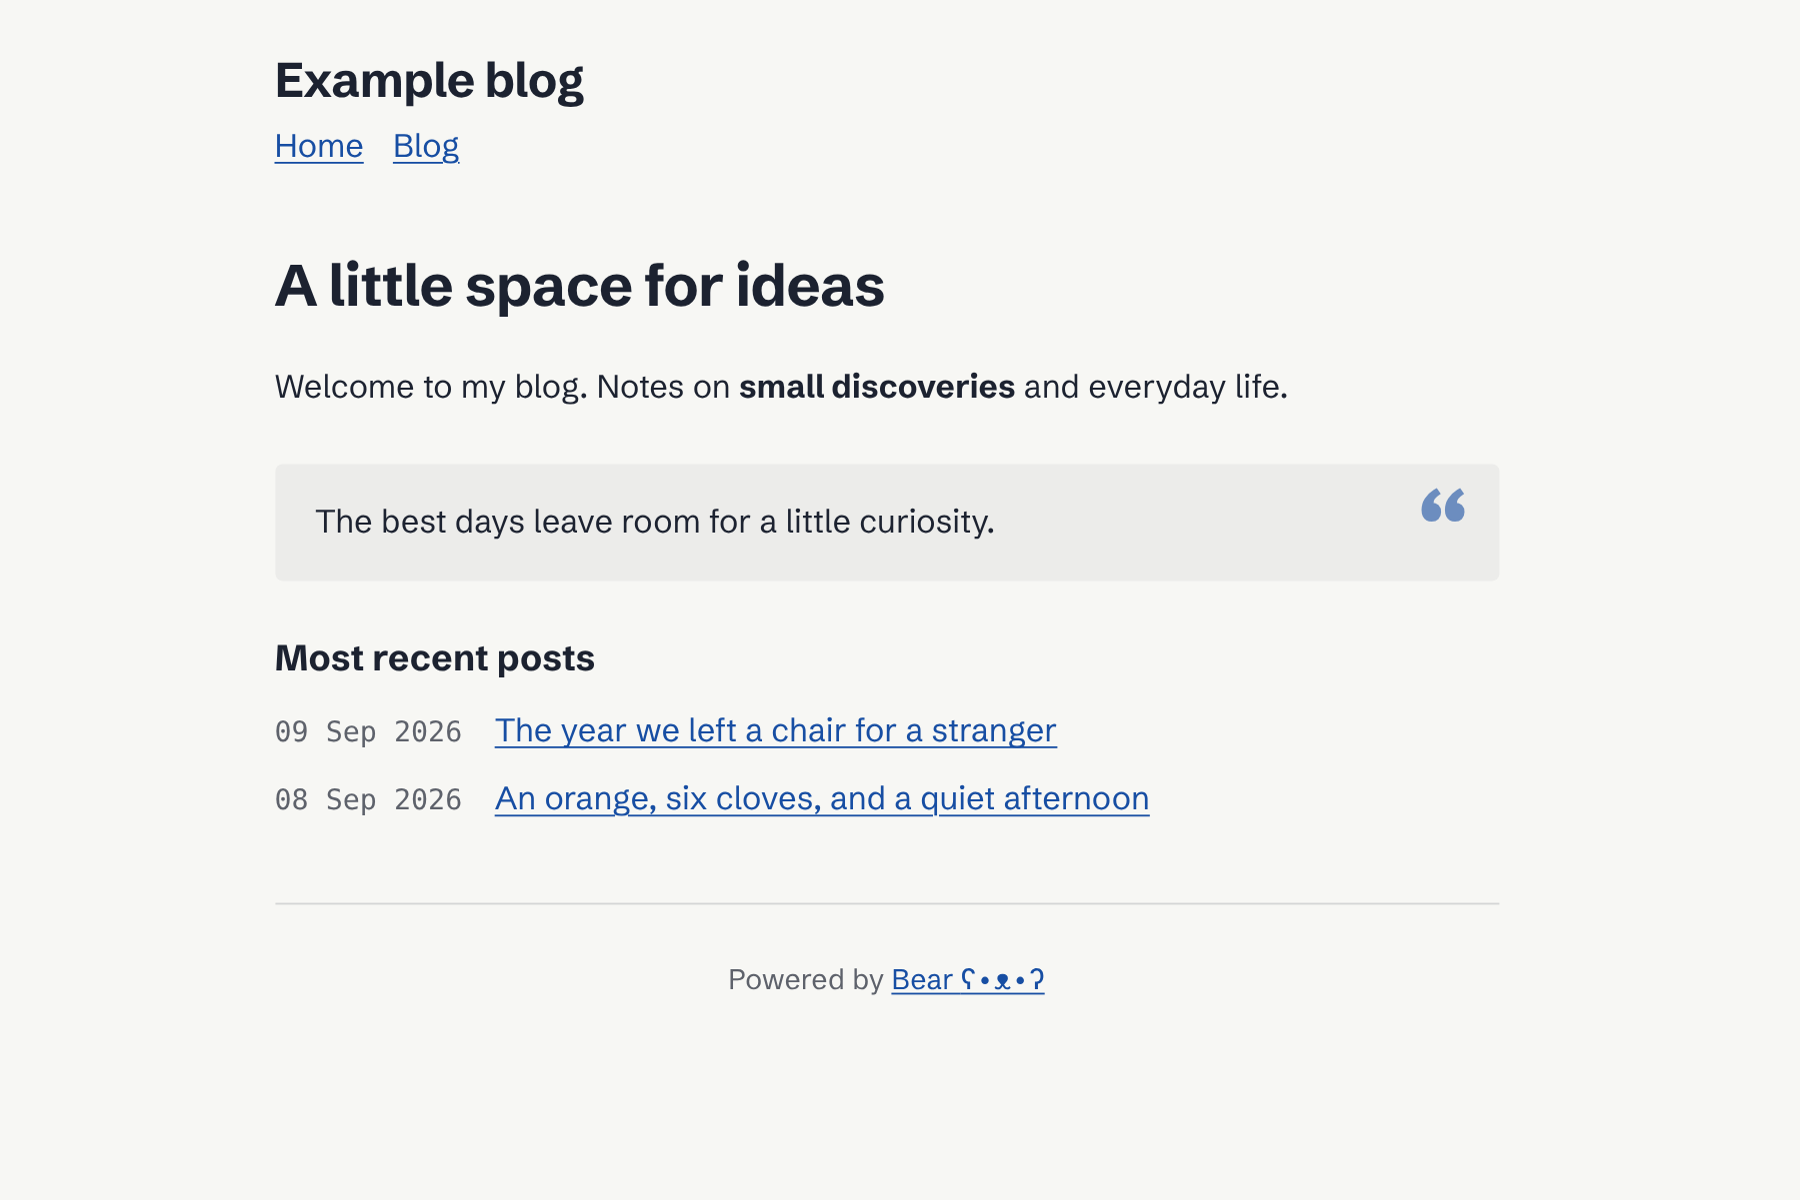 Example blog
Home Blog
A little space for ideas
Welcome to my blog. Notes on small discoveries and everyday life.
The best days leave room for a little curiosity. “
Most recent posts
09 Sep 2026 The year we left a chair for a stranger
08 Sep 2026 An orange, six cloves, and a quiet afternoon
Powered by Bear ʕ•ᴥ•ʔ